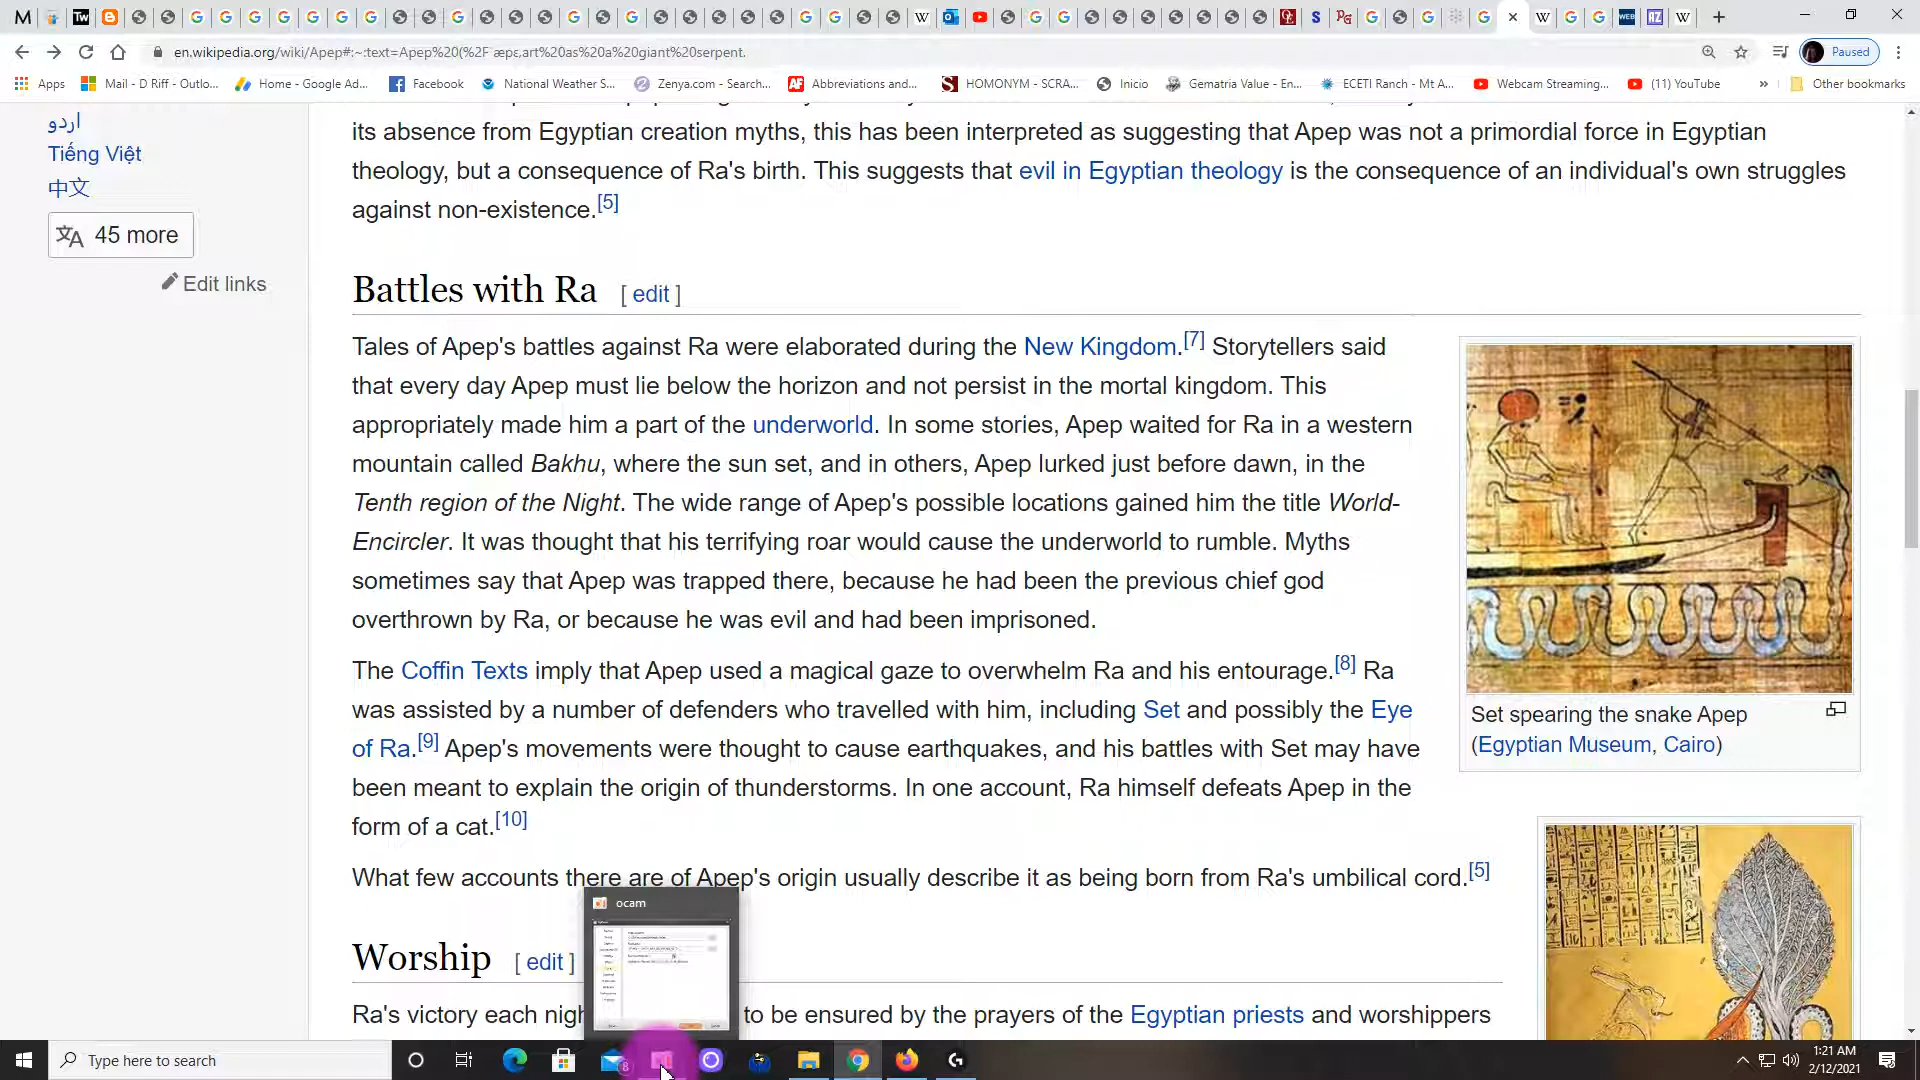 en.wikipedia.org/wiki/Apep#:~:text=Apep%20(%2Fˈæpɛ,art%20as%20a%20giant%20serpent.
Paused
Apps
Mail - D Riff - Outlo...
Home - Google Ad...
Facebook
National Weather S...
Zenya.com - Search...
Abbreviations and...
HOMONYM - SCRA...
Inicio
Gematria Value - En...
ECETI Ranch - Mt A...
Webcam Streaming...
(11) YouTube
»
Other bookmarks
اردو
Tiếng Việt
中文
45 more
Edit links
its absence from Egyptian creation myths, this has been interpreted as suggesting that Apep was not a primordial force in Egyptian
theology, but a consequence of Ra's birth. This suggests that evil in Egyptian theology is the consequence of an individual's own struggles
against non-existence.[5]
Battles with Ra [ edit ]
Tales of Apep's battles against Ra were elaborated during the New Kingdom.[7] Storytellers said
that every day Apep must lie below the horizon and not persist in the mortal kingdom. This
appropriately made him a part of the underworld. In some stories, Apep waited for Ra in a western
mountain called Bakhu, where the sun set, and in others, Apep lurked just before dawn, in the
Tenth region of the Night. The wide range of Apep's possible locations gained him the title World-
Encircler. It was thought that his terrifying roar would cause the underworld to rumble. Myths
sometimes say that Apep was trapped there, because he had been the previous chief god
overthrown by Ra, or because he was evil and had been imprisoned.
The Coffin Texts imply that Apep used a magical gaze to overwhelm Ra and his entourage.[8] Ra
was assisted by a number of defenders who travelled with him, including Set and possibly the Eye
of Ra.[9] Apep's movements were thought to cause earthquakes, and his battles with Set may have
been meant to explain the origin of thunderstorms. In one account, Ra himself defeats Apep in the
form of a cat.[10]
What few accounts there are of Apep's origin usually describe it as being born from Ra's umbilical cord.[5]
Set spearing the snake Apep
(Egyptian Museum, Cairo)
ocam
Worship [ edit ]
Ra's victory each nigh to be ensured by the prayers of the Egyptian priests and worshippers
Type here to search
8
1:21 AM
2/12/2021